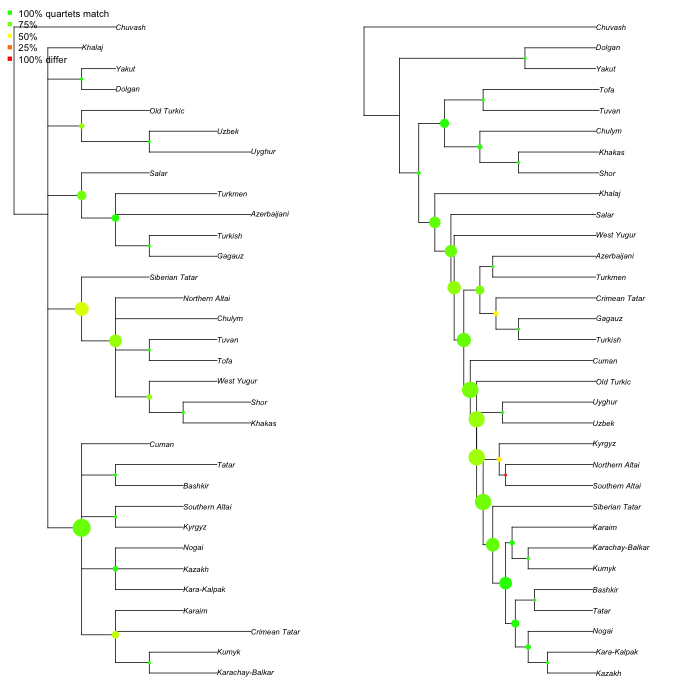 100% quartets match
75%
50%
25%
100% differ
Chuvash
Khalaj
Yakut
Dolgan
Old Turkic
Uzbek
Uyghur
Salar
Turkmen
Azerbaijani
Turkish
Gagauz
Siberian Tatar
Northern Altai
Chulym
Tuvan
Tofa
West Yugur
Shor
Khakas
Cuman
Tatar
Bashkir
Southern Altai
Kyrgyz
Nogai
Kazakh
Kara-Kalpak
Karaim
Crimean Tatar
Kumyk
Karachay-Balkar
Chuvash
Dolgan
Yakut
Tofa
Tuvan
Chulym
Khakas
Shor
Khalaj
Salar
West Yugur
Azerbaijani
Turkmen
Crimean Tatar
Gagauz
Turkish
Cuman
Old Turkic
Uyghur
Uzbek
Kyrgyz
Northern Altai
Southern Altai
Siberian Tatar
Karaim
Karachay-Balkar
Kumyk
Bashkir
Tatar
Nogai
Kara-Kalpak
Kazakh